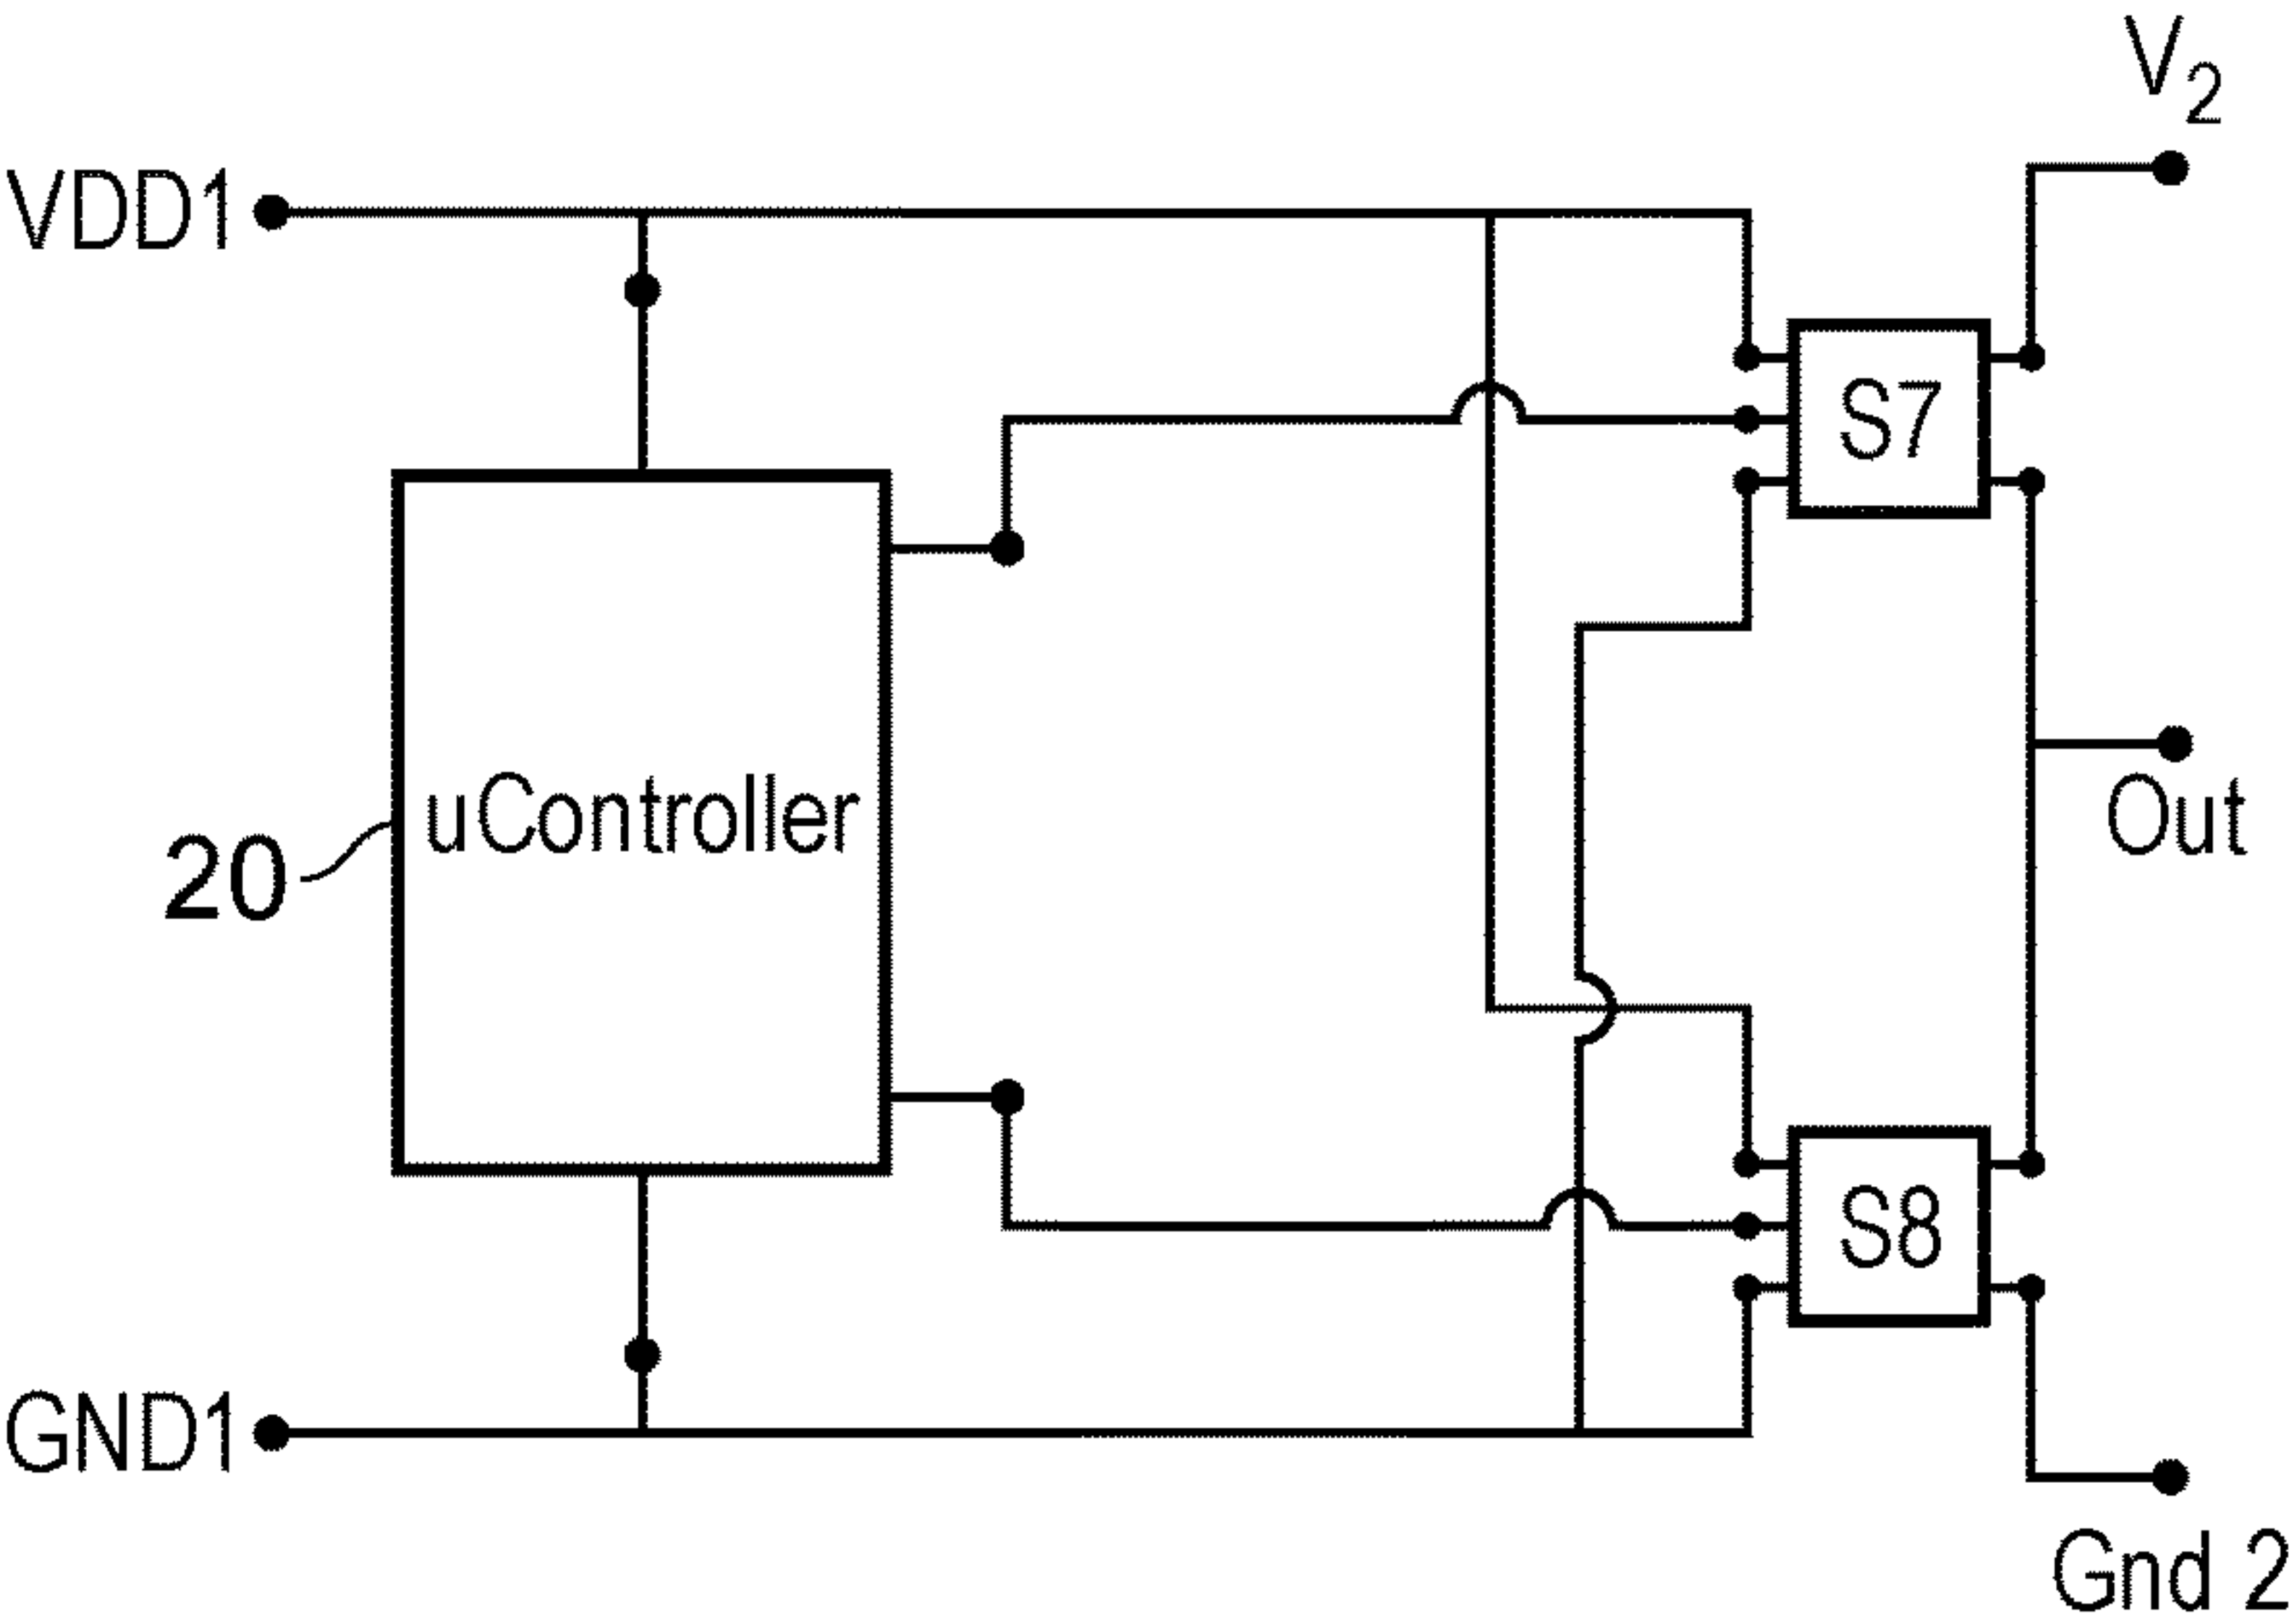 V2
VDD1
S7
uController
Out
20
S8
GND1
Gnd 2